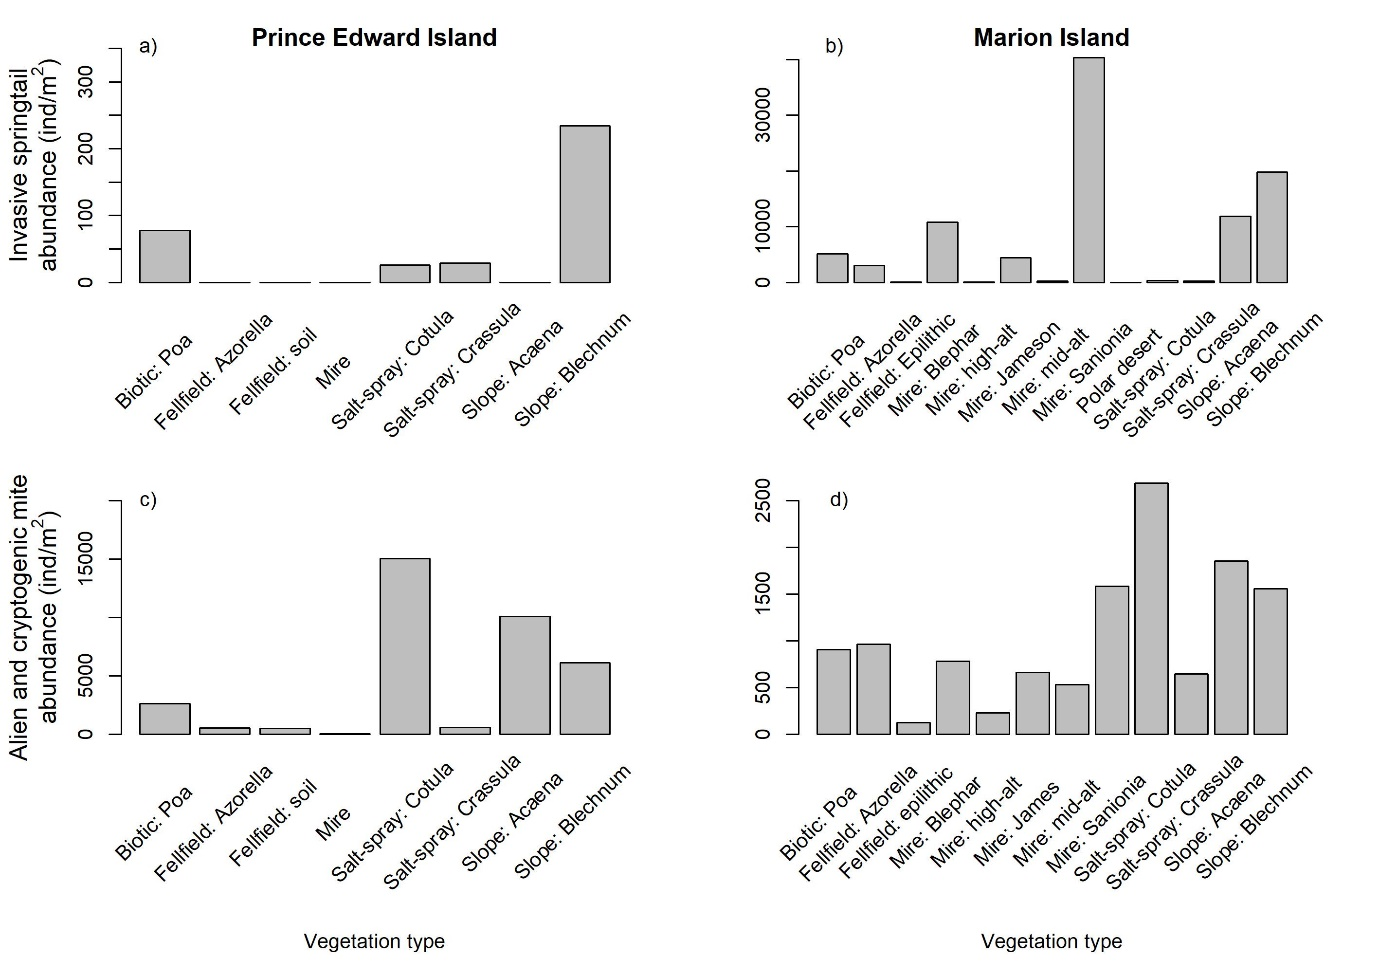 Prince Edward Island
Marion Island
a)
Invasive springtail
abundance (ind/m2)
0
100
200
300
Biotic: Poa
Fellfield: Azorella
Fellfield: soil
Mire
Salt-spray: Cotula
Salt-spray: Crassula
Slope: Acaena
Slope: Blechnum
b)
0
10000
30000
Biotic: Poa
Fellfield: Azorella
Fellfield: Epilithic
Mire: Blephar
Mire: high-alt
Mire: Jameson
Mire: mid-alt
Mire: Sanionia
Polar desert
Salt-spray: Cotula
Salt-spray: Crassula
Slope: Acaena
Slope: Blechnum
c)
Alien and cryptogenic mite
abundance (ind/m2)
0
5000
15000
Biotic: Poa
Fellfield: Azorella
Fellfield: soil
Mire
Salt-spray: Cotula
Salt-spray: Crassula
Slope: Acaena
Slope: Blechnum
Vegetation type
d)
0
500
1500
2500
Biotic: Poa
Fellfield: Azorella
Fellfield: epilithic
Mire: Blephar
Mire: high-alt
Mire: James
Mire: mid-alt
Mire: Sanionia
Salt-spray: Cotula
Salt-spray: Crassula
Slope: Acaena
Slope: Blechnum
Vegetation type